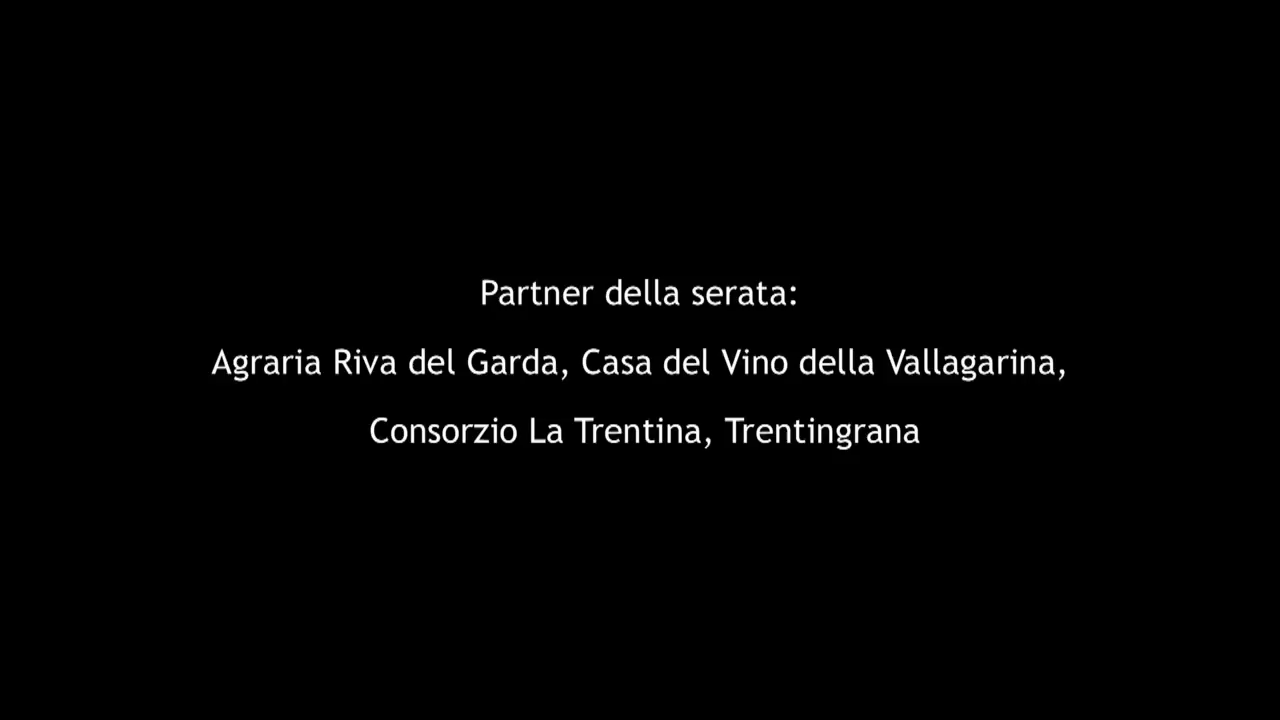 Partner della serata:
Agraria Riva del Garda, Casa del Vino della Vallagarina,
Consorzio La Trentina, Trentingrana